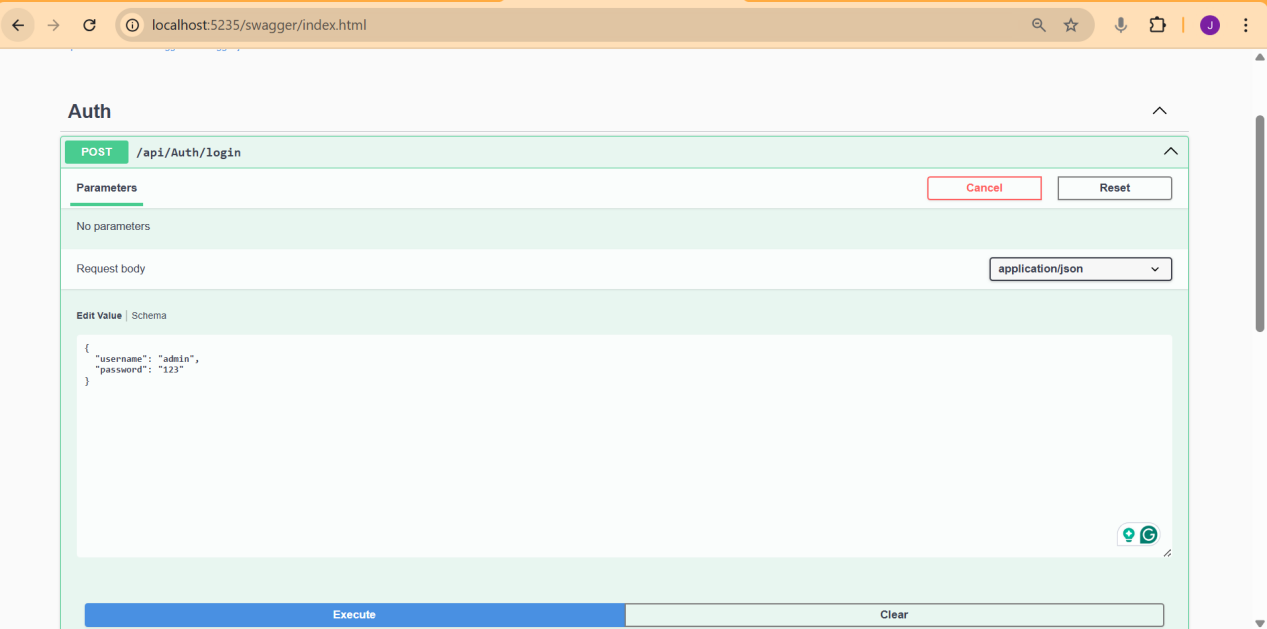 localhost:5235/swagger/index.html
J
Auth
POST /api/Auth/login
Parameters
Cancel
Reset
No parameters
Request body
application/json
Edit Value | Schema
{
"username": "admin",
"password": "123"
}
G
Execute
Clear